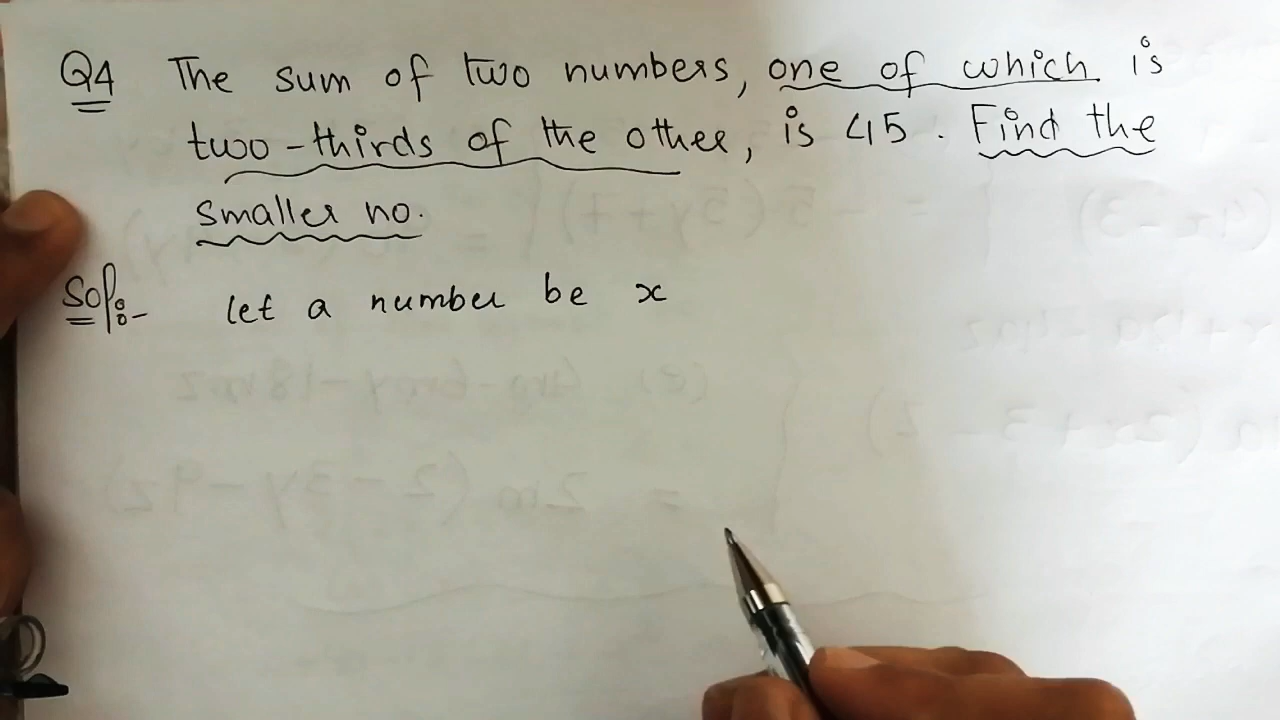 Q4 The sum of two numbers, one of which is
two-thirds of the other, is 45. Find the
smaller no.
Sol:- let a number be x